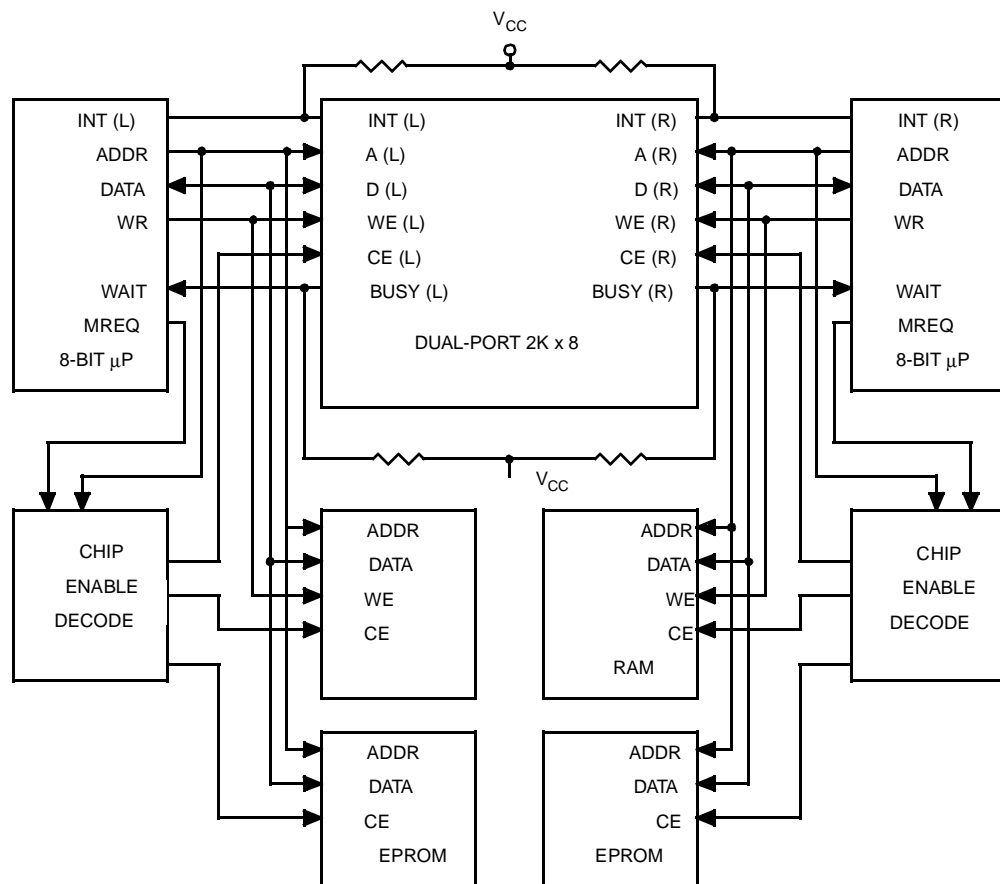 V_CC
INT (L)
ADDR
DATA
WR
WAIT
MREQ
8-BIT μP
INT (L)
A (L)
D (L)
WE (L)
CE (L)
BUSY (L)
INT (R)
A (R)
D (R)
WE (R)
CE (R)
BUSY (R)
DUAL-PORT 2K x 8
INT (R)
ADDR
DATA
WR
WAIT
MREQ
8-BIT μP
V_CC
CHIP
ENABLE
DECODE
ADDR
DATA
WE
CE
ADDR
DATA
WE
CE
RAM
CHIP
ENABLE
DECODE
ADDR
DATA
CE
EPROM
ADDR
DATA
CE
EPROM